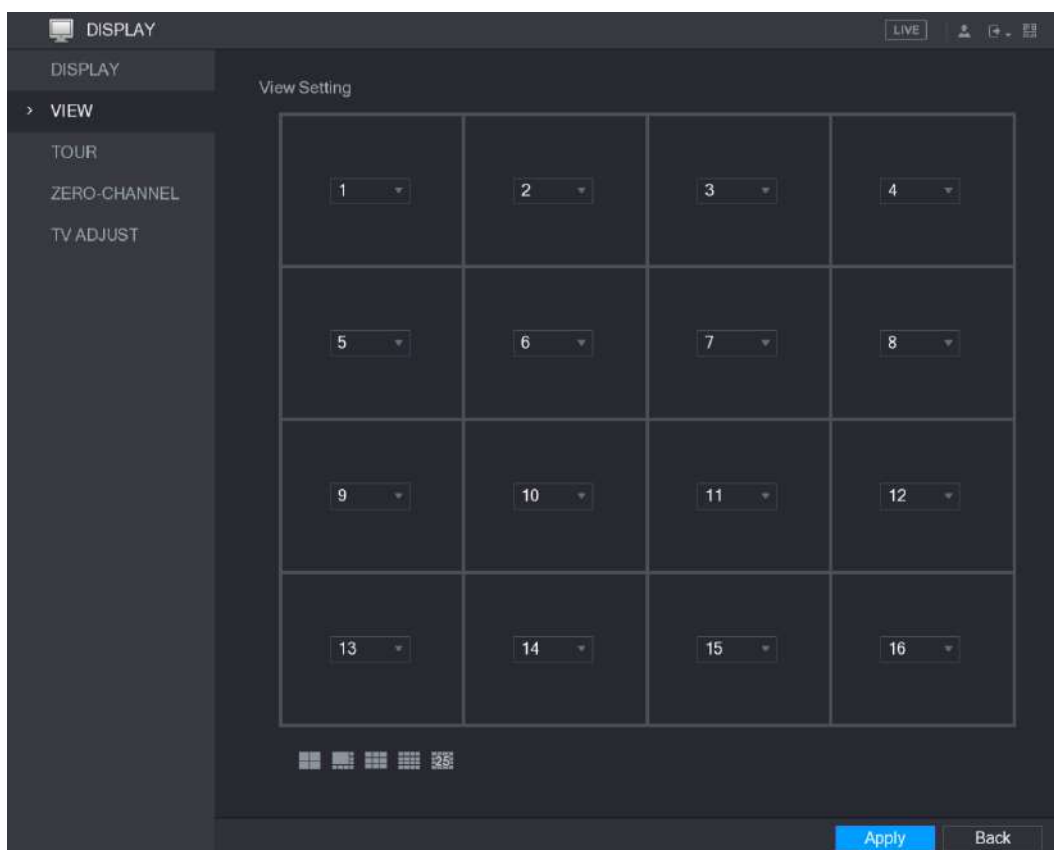 DISPLAY
LIVE
DISPLAY
VIEW
TOUR
ZERO-CHANNEL
TV ADJUST
View Setting
1 2 3 4
5 6 7 8
9 10 11 12
13 14 15 16
25
Apply Back